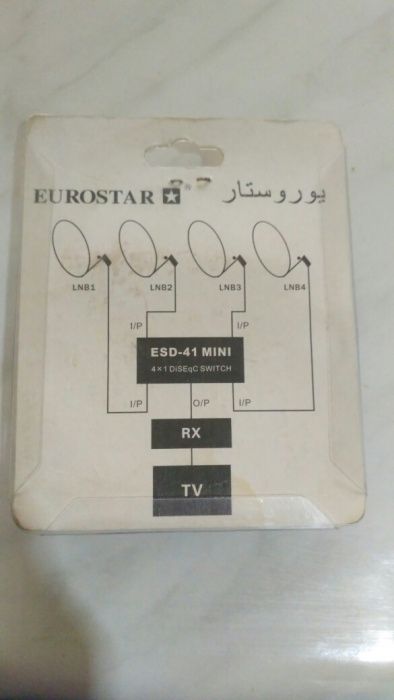 EUROSTAR ® يوروستار
LNB1 LNB2 LNB3 LNB4
I/P I/P
ESD-41 MINI
4×1 DiSEqC SWITCH
I/P O/P I/P
RX
TV